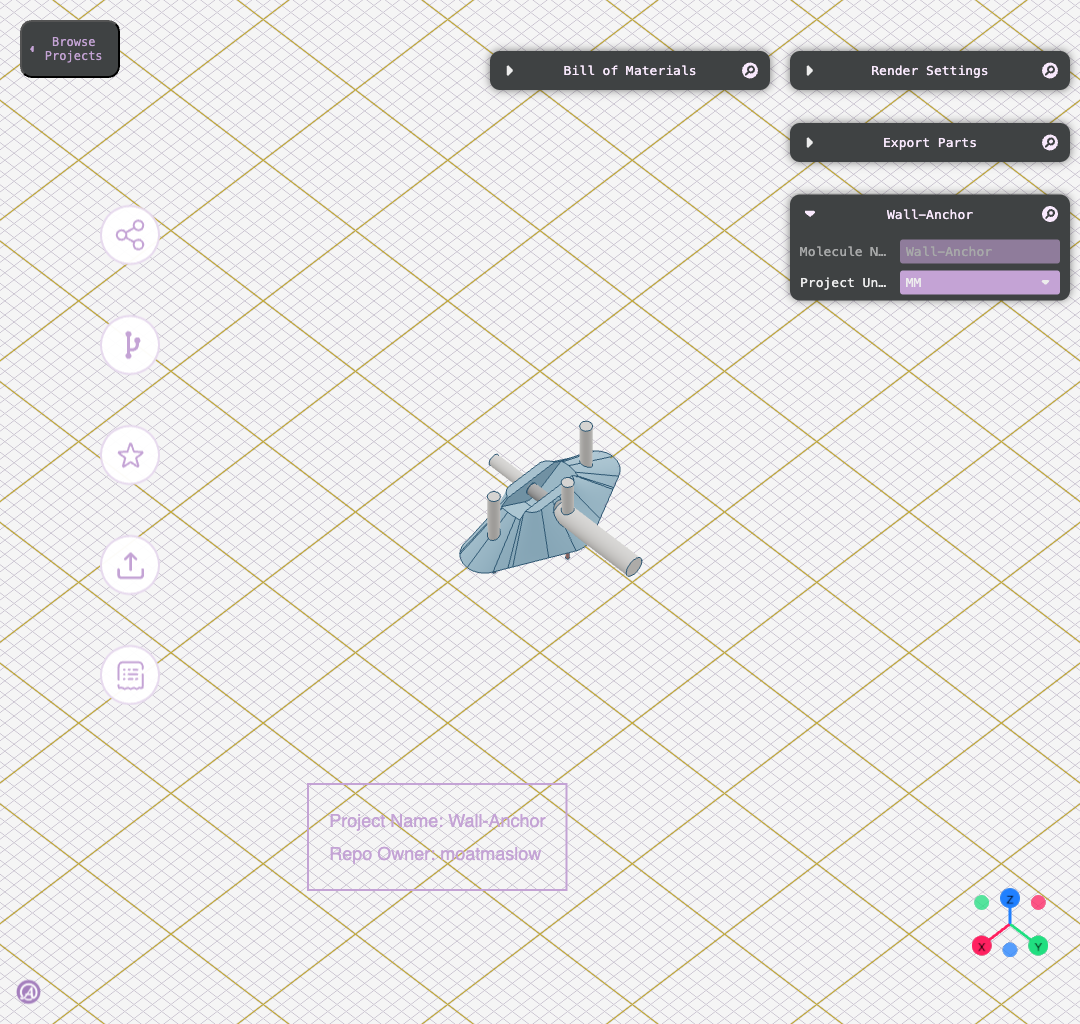 Browse
Projects
Bill of Materials
Render Settings
Export Parts
Wall-Anchor
Molecule N…
Wall-Anchor
Project Un…
MM
Project Name: Wall-Anchor
Repo Owner: moatmaslow
Z
X
Y
A